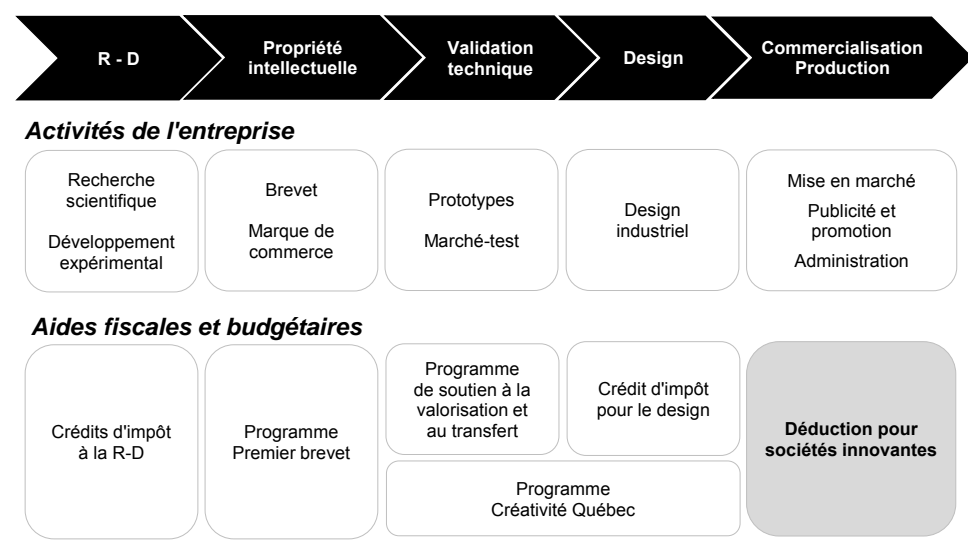 R - D
Propriété
intellectuelle
Validation
technique
Design
Commercialisation
Production
Activités de l'entreprise
Recherche
scientifique
Développement
expérimental
Brevet
Marque de
commerce
Prototypes
Marché-test
Design
industriel
Mise en marché
Publicité et
promotion
Administration
Aides fiscales et budgétaires
Crédits d'impôt
à la R-D
Programme
Premier brevet
Programme
de soutien à la
valorisation et
au transfert
Crédit d'impôt
pour le design
Programme
Créativité Québec
Déduction pour
sociétés innovantes